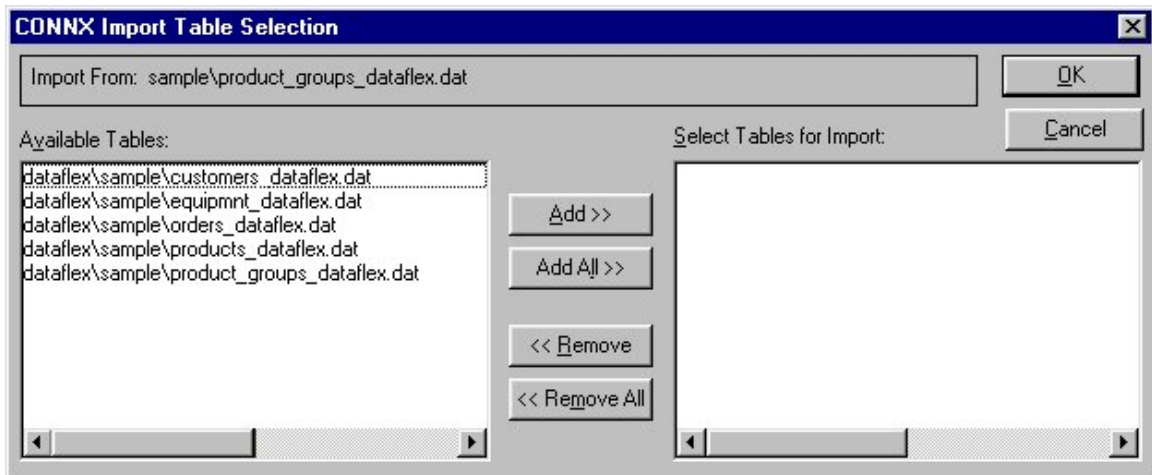 CONNX Import Table Selection
Import From: sample\product_groups_dataflex.dat
OK
Cancel
Available Tables:
Select Tables for Import:
dataflex\sample\customers_dataflex.dat
dataflex\sample\equipmnt_dataflex.dat
dataflex\sample\orders_dataflex.dat
dataflex\sample\products_dataflex.dat
dataflex\sample\product_groups_dataflex.dat
Add >>
Add All >>
<< Remove
<< Remove All